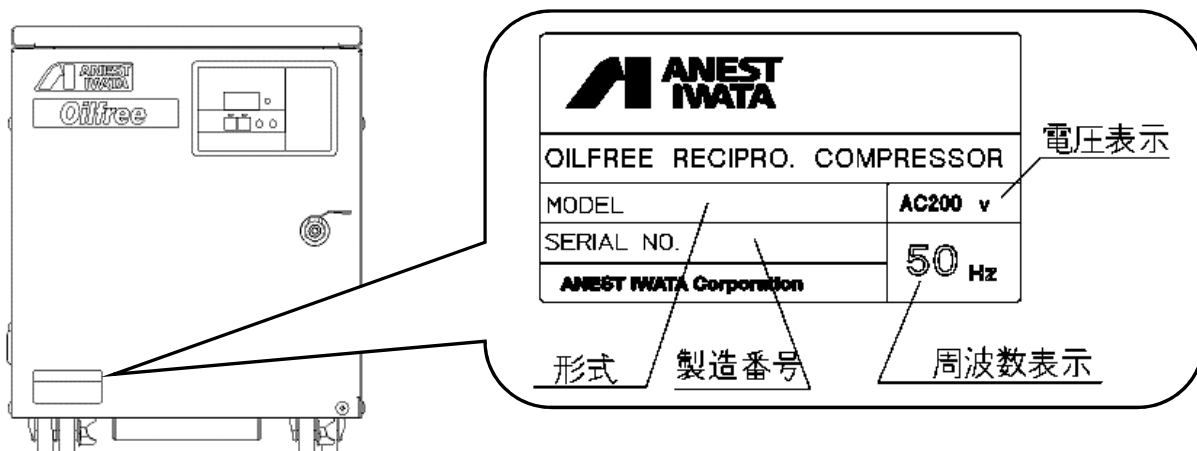 ANEST
IWATA
Oilfree
ANEST
IWATA
OILFREE RECIPRO. COMPRESSOR
MODEL
AC200 v
SERIAL NO.
50 Hz
ANEST IWATA Corporation
電圧表示
形式
製造番号
周波数表示